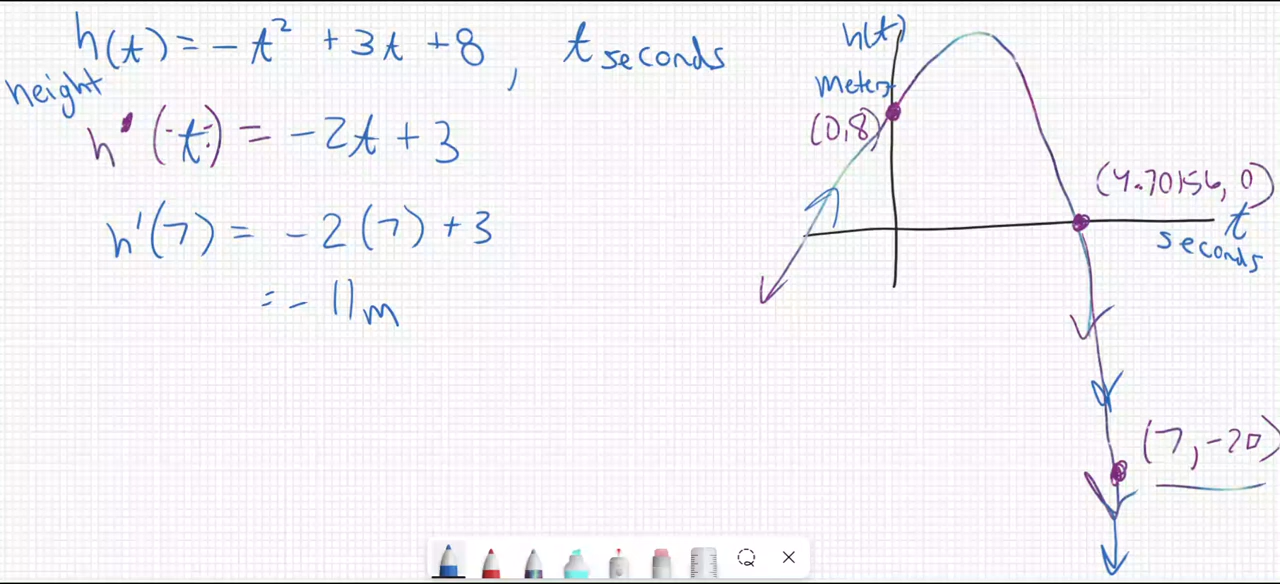 h(t) = -t² + 3t + 8, t seconds
height
h'(t) = -2t + 3
h'(7) = -2(7) + 3
= -11m
h(t)
meters
(0,8)
(4.70156, 0)
t
seconds
(7, -20)